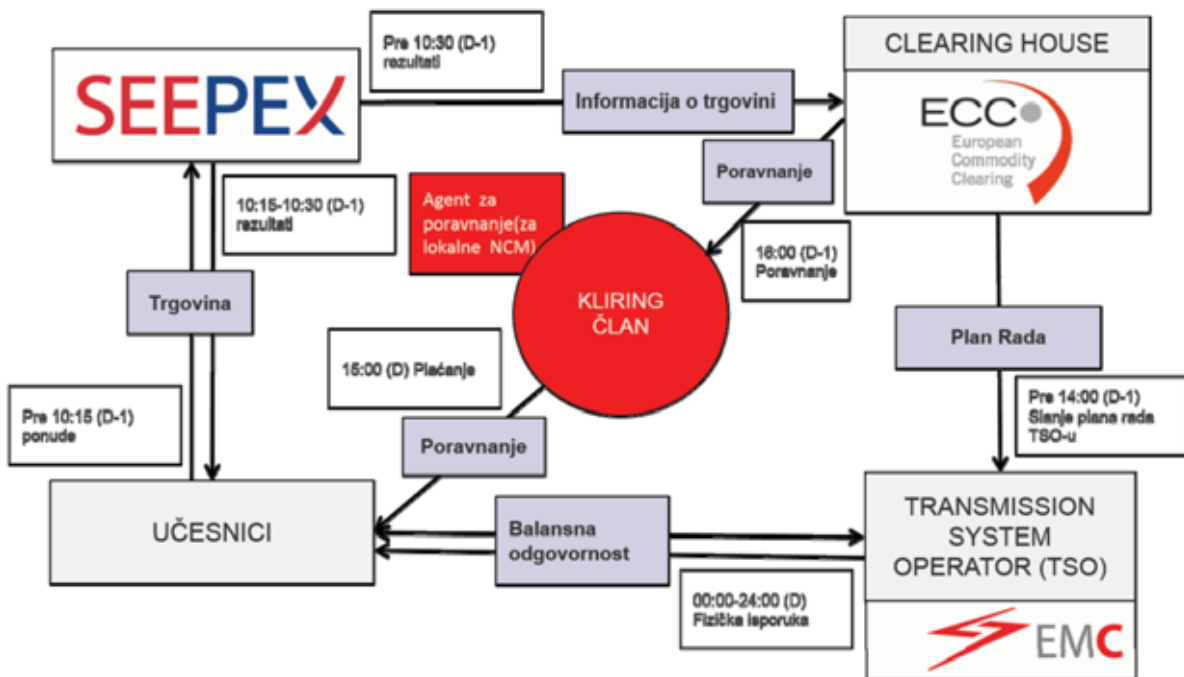 Pre 10:30 (D-1)
rezultati
CLEARING HOUSE
SEEPEX
Informacija o trgovini
ECC
European
Commodity
Clearing
Poravnanje
10:15-10:30 (D-1)
rezultati
Agent za
poravnanje(za
lokalne NCM)
16:00 (D-1)
Poravnanje
Trgovina
KLIRING
ČLAN
Plan Rada
15:00 (D) Plaćanje
Pre 10:15 (D-1)
ponude
Pre 14:00 (D-1)
Slanje plana rada
TSO-u
Poravnanje
UČESNICI
Balansna
odgovornost
TRANSMISSION
SYSTEM
OPERATOR (TSO)
00:00-24:00 (D)
Fizička isporuka
EMC